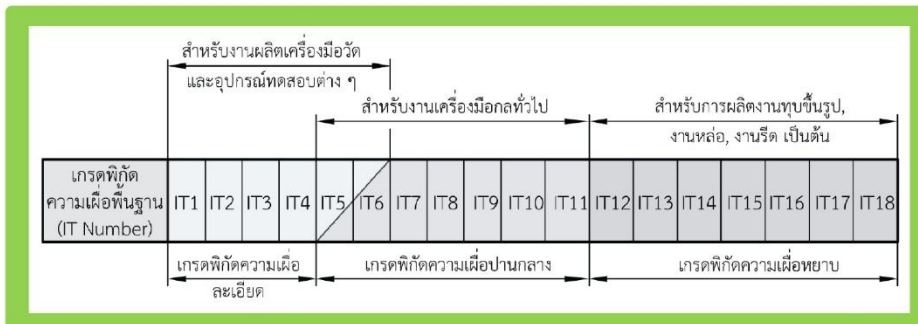 สำหรับงานผลิตเครื่องมือวัด
และอุปกรณ์ทดสอบต่าง ๆ
สำหรับงานเครื่องมือกลทั่วไป
สำหรับการผลิตงานทุบขึ้นรูป,
งานหล่อ, งานรีด เป็นต้น
เกรดพิกัด
ความเผื่อพื้นฐาน
(IT Number)
IT1 IT2 IT3 IT4 IT5 IT6 IT7 IT8 IT9 IT10 IT11 IT12 IT13 IT14 IT15 IT16 IT17 IT18
เกรดพิกัดความเผื่อ
ละเอียด
เกรดพิกัดความเผื่อปานกลาง
เกรดพิกัดความเผื่อหยาบ